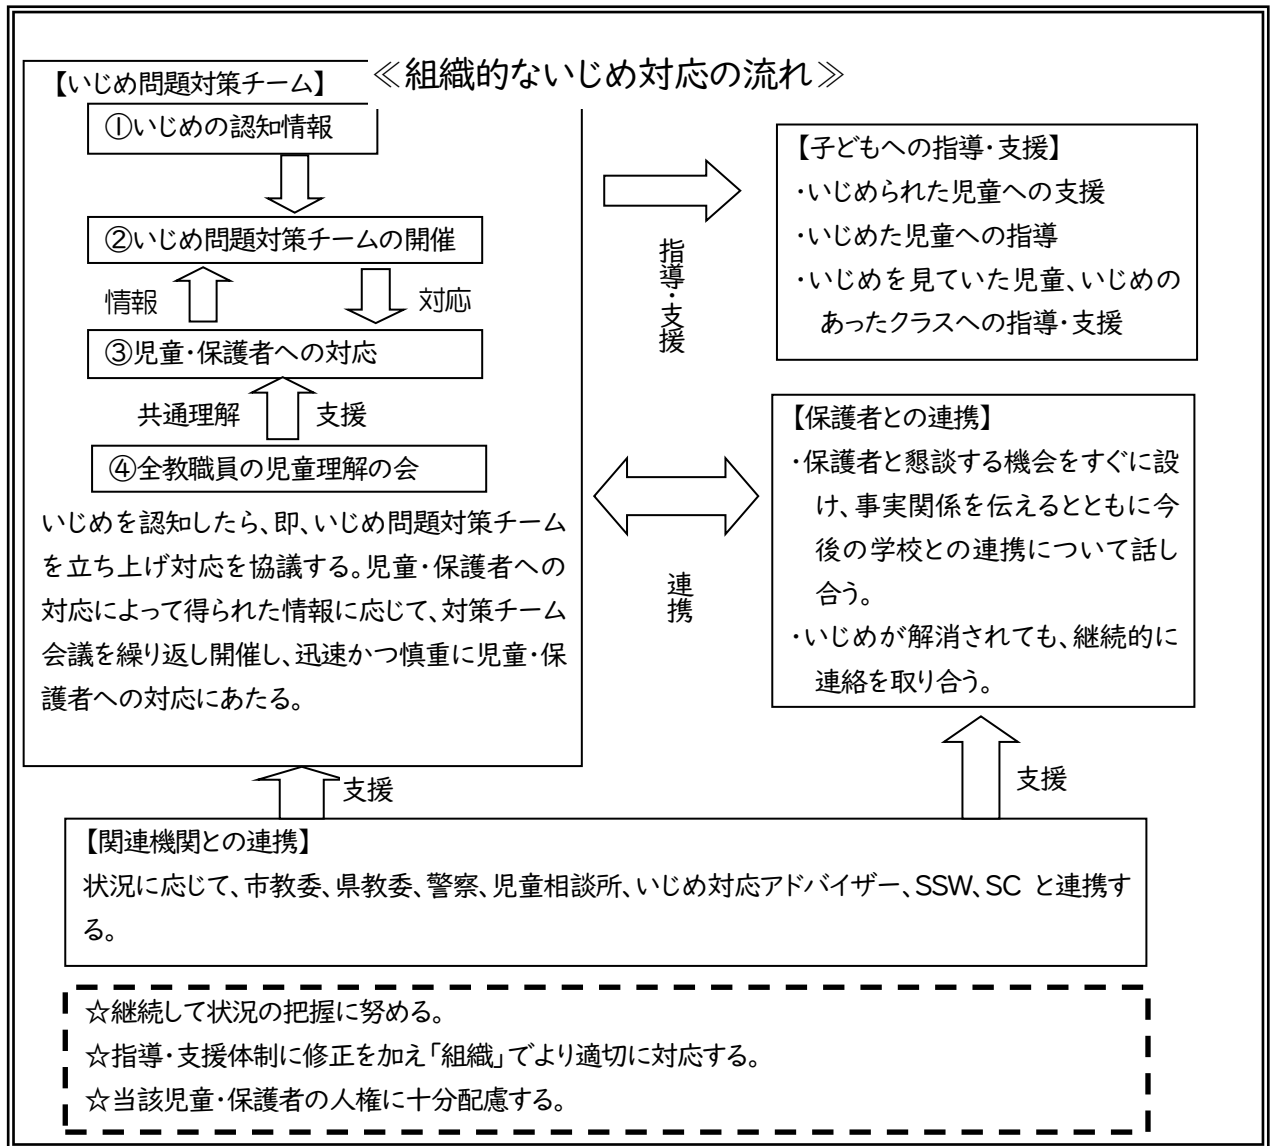 ≪組織的ないじめ対応の流れ≫
【いじめ問題対策チーム】
①いじめの認知情報
②いじめ問題対策チームの開催
情報
対応
③児童・保護者への対応
共通理解
支援
④全教職員の児童理解の会
いじめを認知したら、即、いじめ問題対策チーム
を立ち上げ対応を協議する。児童・保護者への
対応によって得られた情報に応じて、対策チーム
会議を繰り返し開催し、迅速かつ慎重に児童・保
護者への対応にあたる。
指導・支援
【子どもへの指導・支援】
・いじめられた児童への支援
・いじめた児童への指導
・いじめを見ていた児童、いじめの
あったクラスへの指導・支援
連携
【保護者との連携】
・保護者と懇談する機会をすぐに設
け、事実関係を伝えるとともに今
後の学校との連携について話し
合う。
・いじめが解消されても、継続的に
連絡を取り合う。
支援
支援
【関連機関との連携】
状況に応じて、市教委、県教委、警察、児童相談所、いじめ対応アドバイザー、SSW、SC と連携す
る。
☆継続して状況の把握に努める。
☆指導・支援体制に修正を加え「組織」でより適切に対応する。
☆当該児童・保護者の人権に十分配慮する。